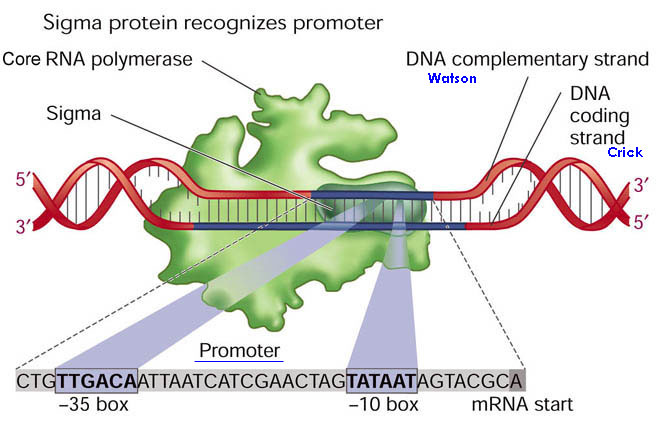 Sigma protein recognizes promoter
Core RNA polymerase
DNA complementary strand
Watson
Sigma
DNA
coding
strand
Crick
5′
3′
3′
5′
Promoter
CTGTTGACAATTAATCATCGAACTAGTATAATAGTACGCA
–35 box
–10 box
mRNA start